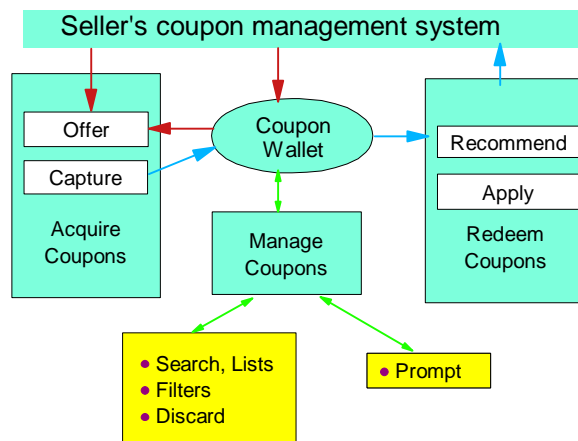 Seller's coupon management system
Offer
Capture
Acquire
Coupons
Coupon
Wallet
Recommend
Apply
Redeem
Coupons
Manage
Coupons
• Search, Lists
• Filters
• Discard
• Prompt